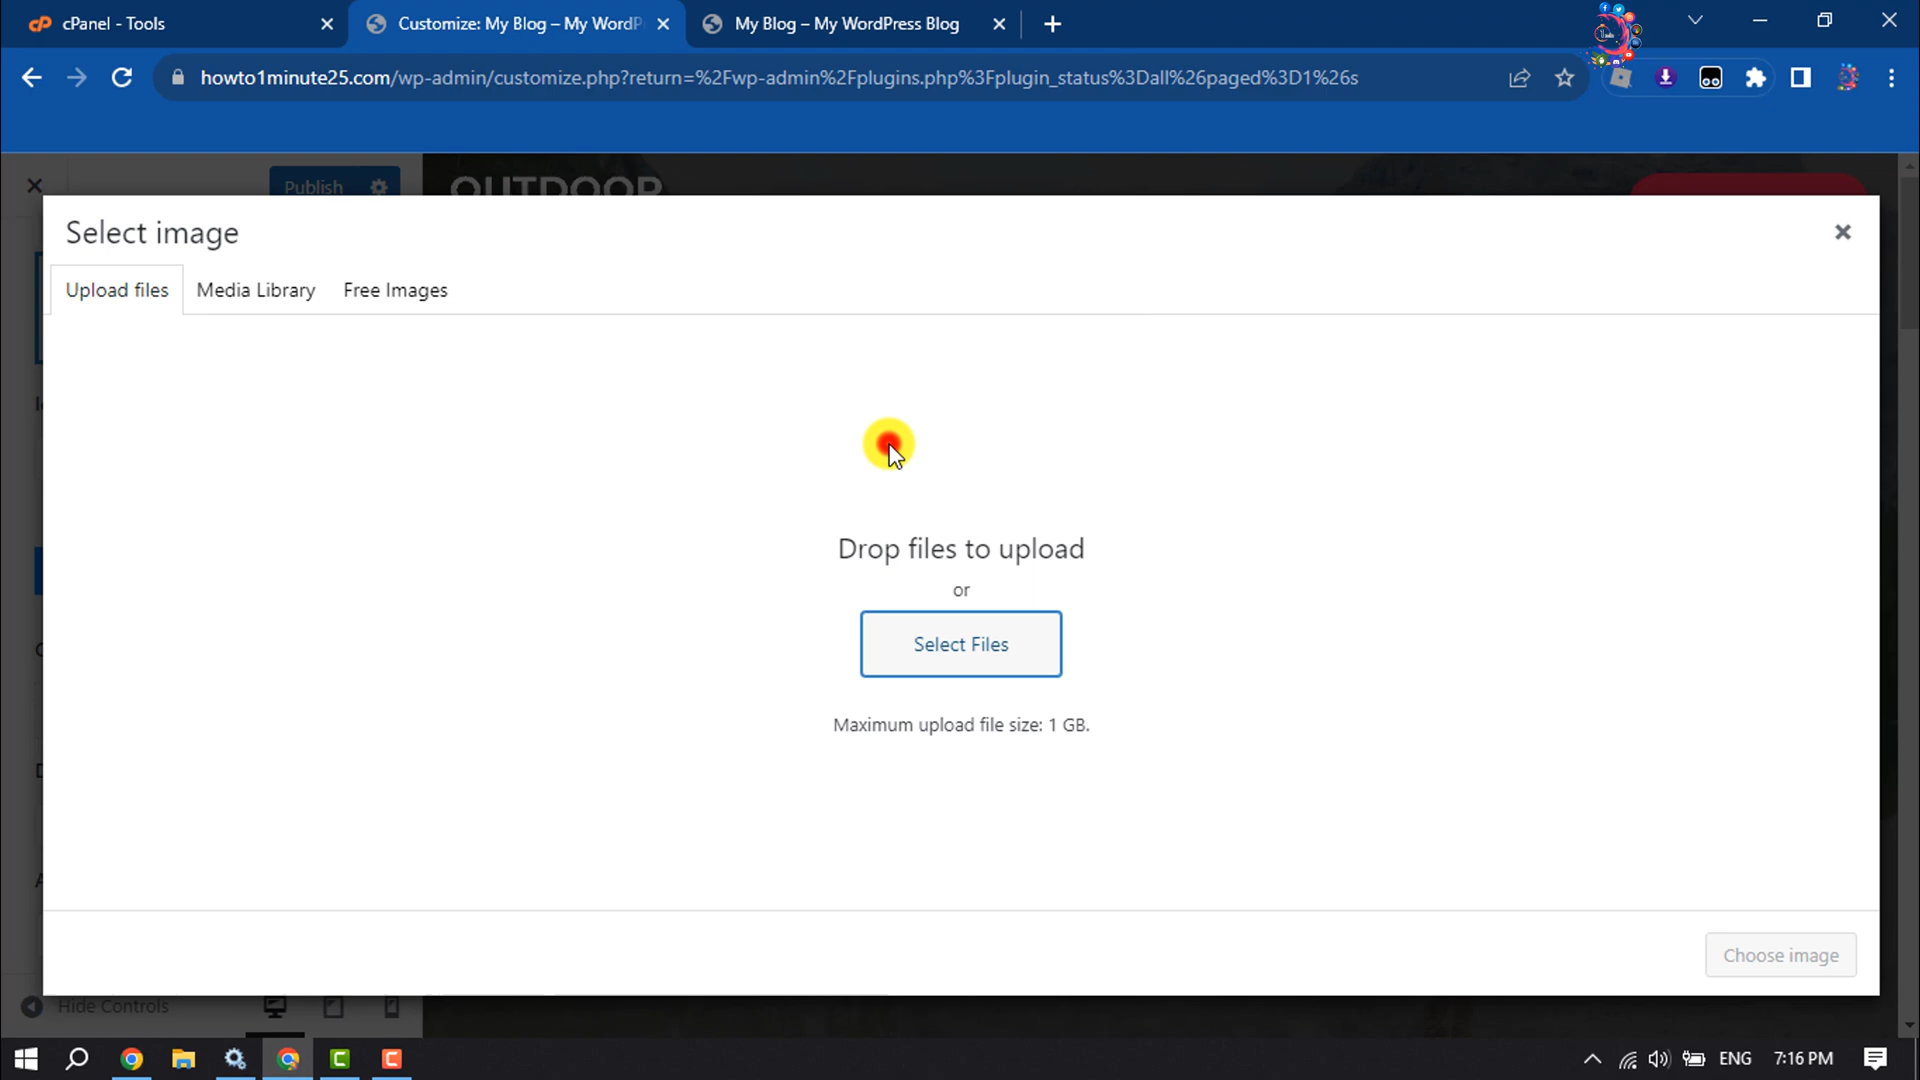 cPanel - Tools
Customize: My Blog – My WordP
My Blog – My WordPress Blog
howto1minute25.com/wp-admin/customize.php?return=%2Fwp-admin%2Fplugins.php%3Fplugin_status%3Dall%26paged%3D1%26s
Publish
OUTDOOR
Select image
Upload files
Media Library
Free Images
Drop files to upload
or
Select Files
Maximum upload file size: 1 GB.
Choose image
Hide Controls
ENG
7:16 PM